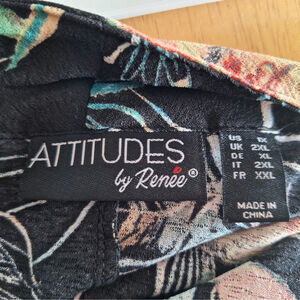 ATTITUDES
by Renée®
US 1X
UK 2XL
DE XL
IT 2XL
FR XXL
MADE IN
CHINA